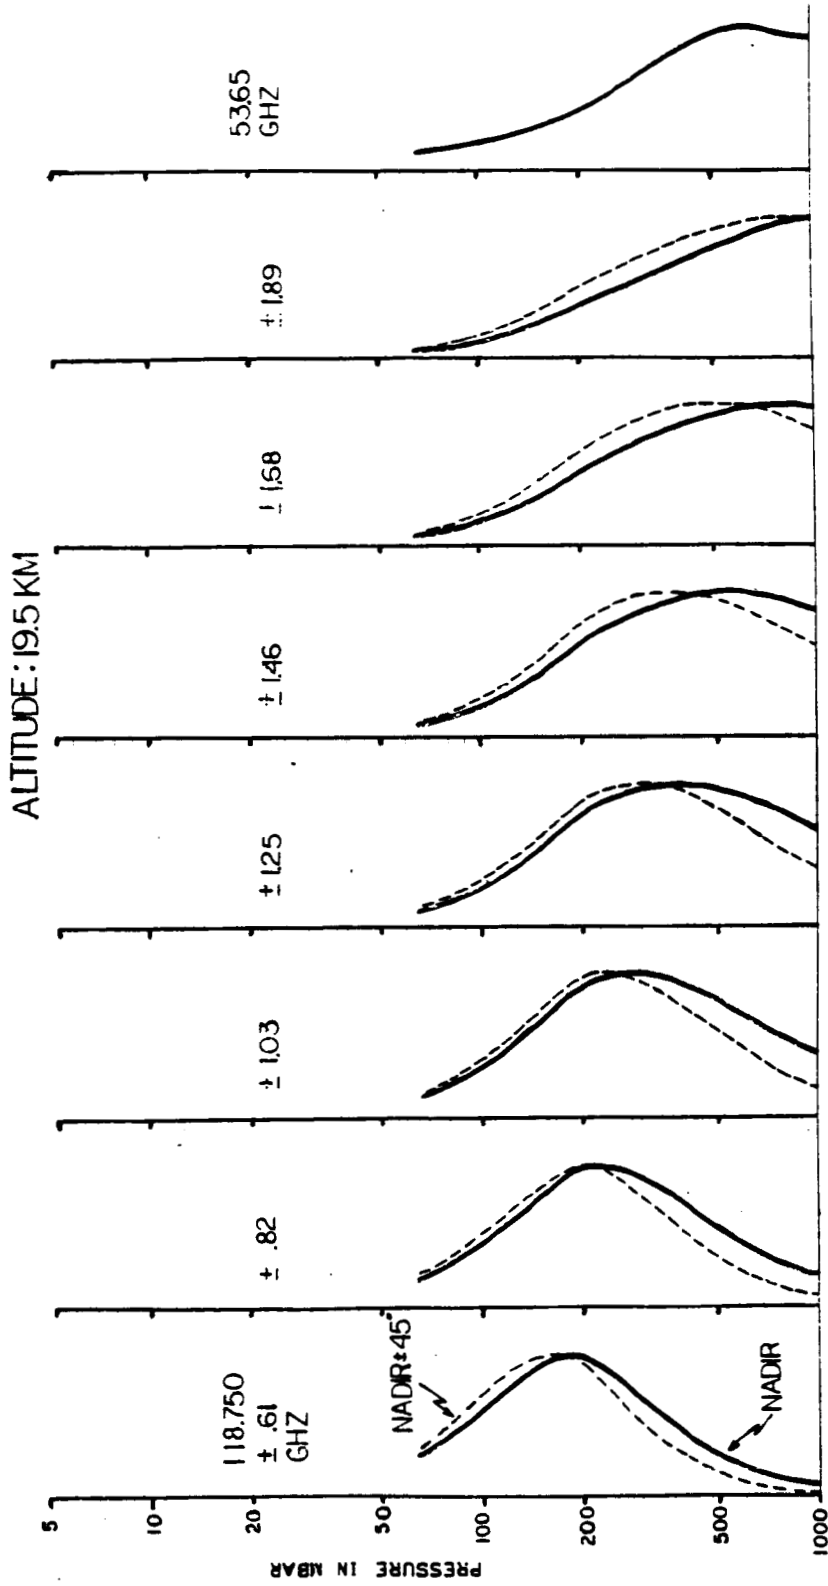 ALTITUDE: 19.5 KM
118.750
± .61
GHZ
± .82
± 1.03
± 1.25
± 1.46
± 1.68
± 1.89
53.65
GHZ
NADIR±45°
NADIR
PRESSURE IN MBAR
5
10
20
50
100
200
500
1000